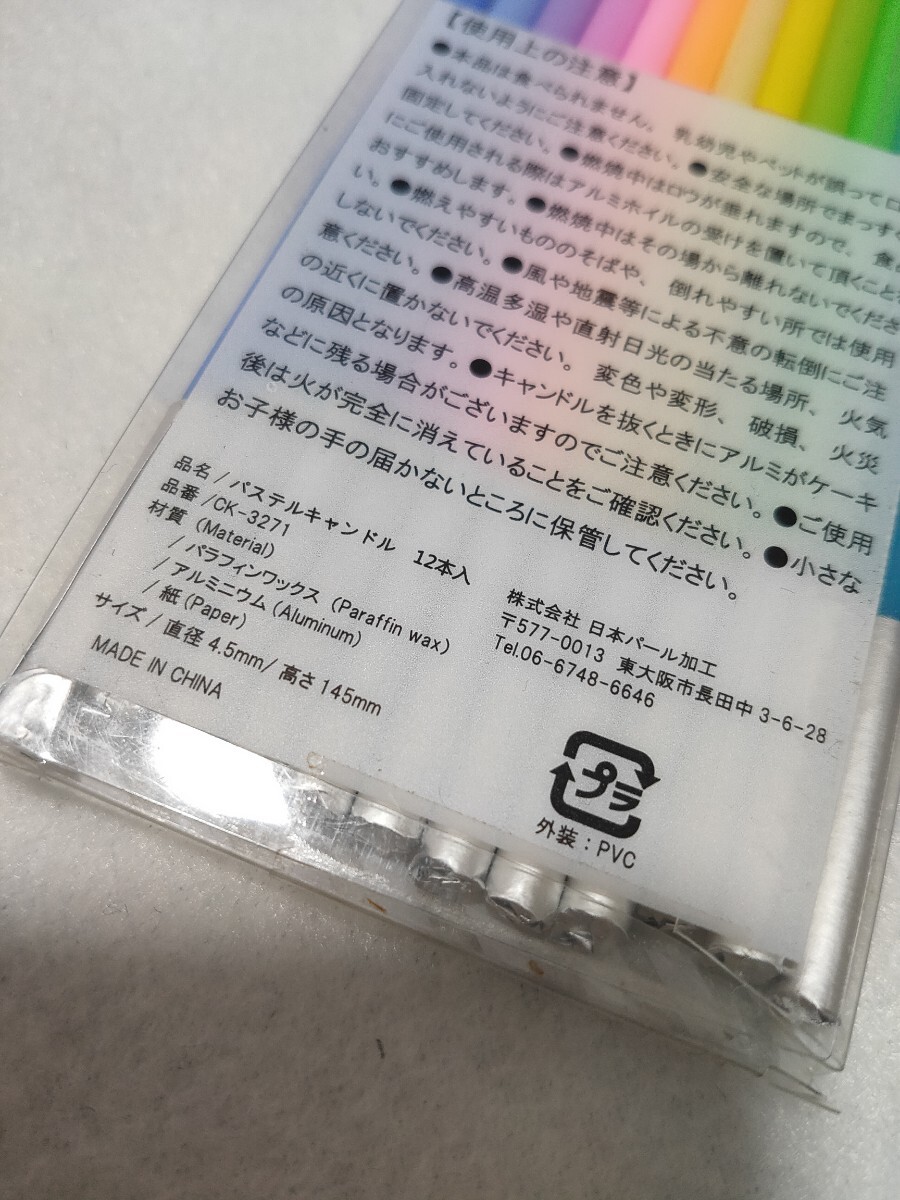 【使用上の注意】
●本品は食べられません。乳幼児やペットが誤って口
入れないようにご注意ください。●安全な場所でまっすぐ
固定してください。●燃焼中はロウが垂れますので、食
にご使用される際はアルミホイルの受けを置いて頂くこと
おすすめします。●燃焼中はその場から離れないでくださ
い。●燃えやすいもののそばや、倒れやすい所では使用
しないでください。●風や地震等による不意の転倒にご注
意ください。●高温多湿や直射日光の当たる場所、火気
の近くに置かないでください。変色や変形、破損、火災
の原因となります。●キャンドルを抜くときにアルミがケーキ
などに残る場合がございますのでご注意ください。●ご使用
後は火が完全に消えていることをご確認ください。●小さな
お子様の手の届かないところに保管してください。
品名/パステルキャンドル 12本入
品番/CK-3271
材質 (Material)
/パラフィンワックス (Paraffin wax)
/アルミニウム (Aluminum)
/紙 (Paper)
サイズ/直径 4.5mm/高さ145mm
MADE IN CHINA
株式会社 日本パール加工
〒577-0013 東大阪市長田中 3-6-28
Tel.06-6748-6646
プラ
外装：PVC